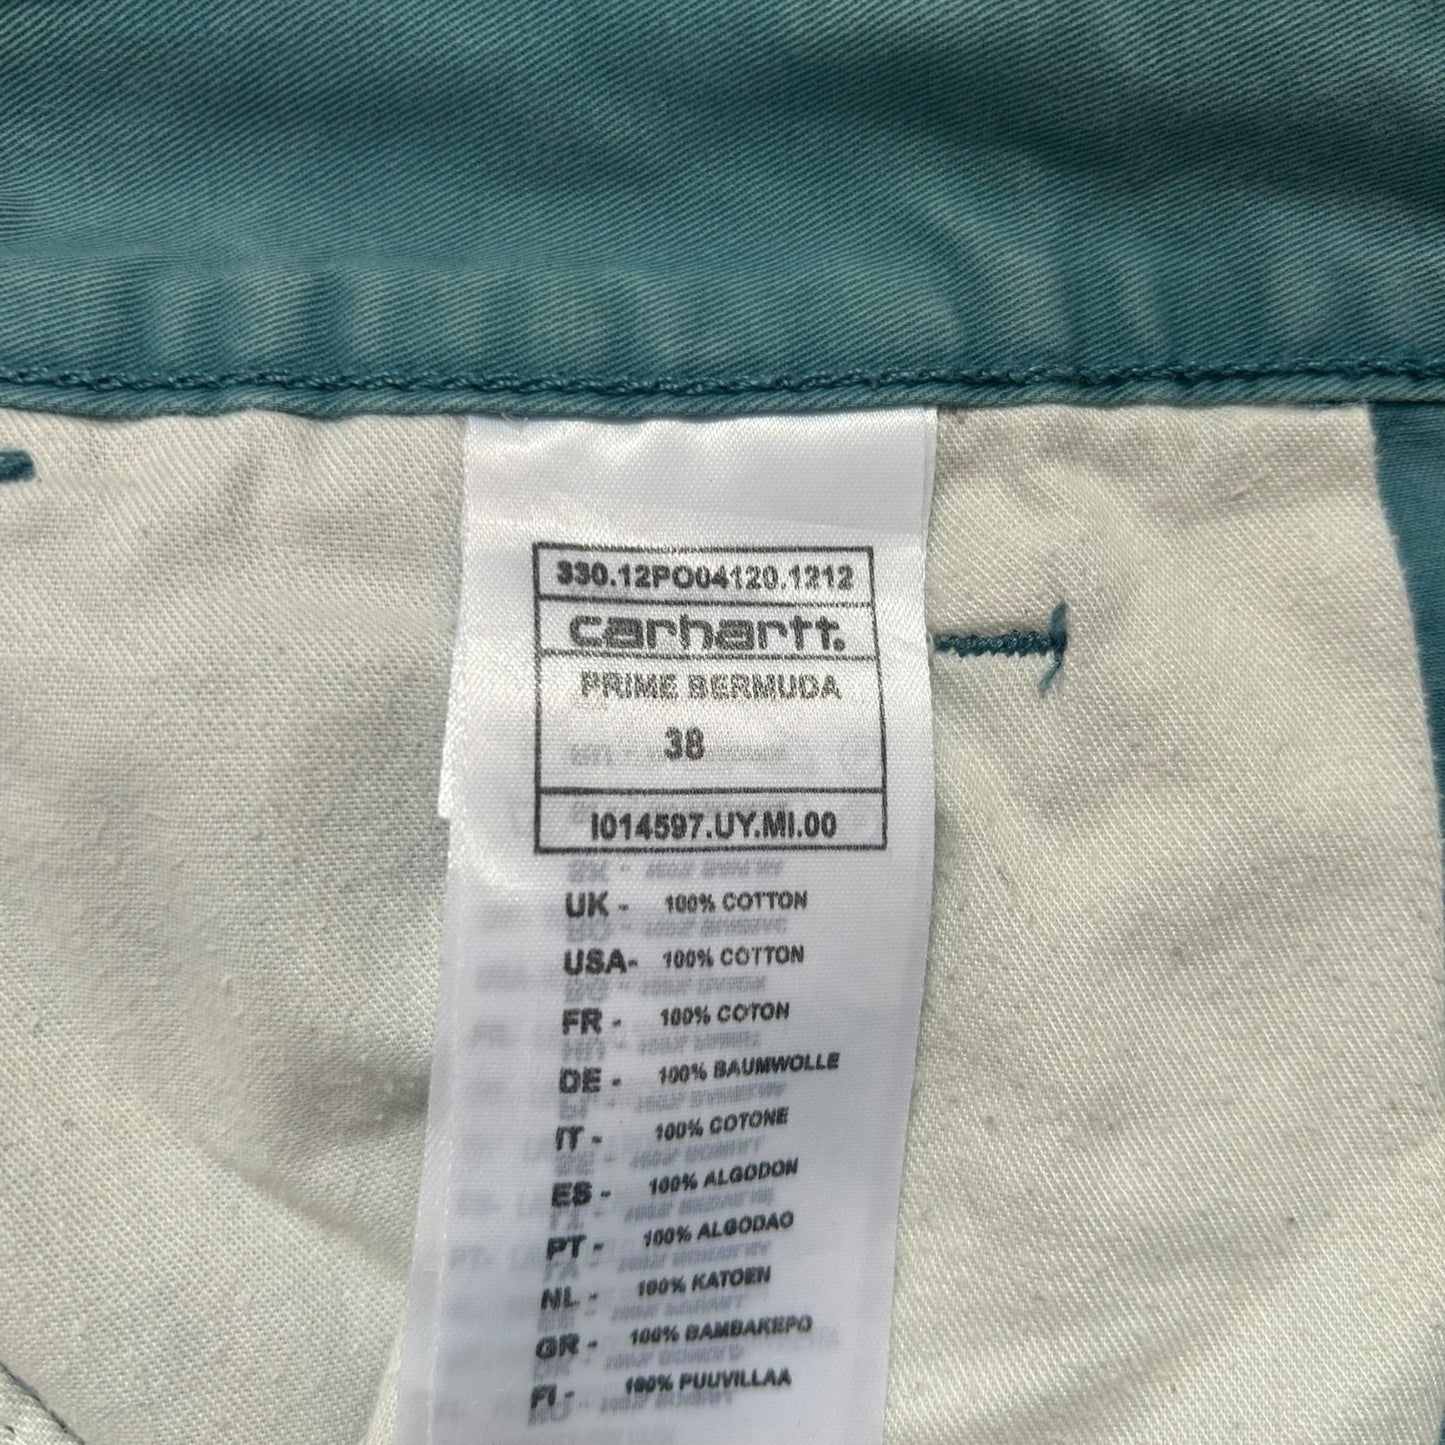 330.12PO04120.1212
carhartt.
PRIME BERMUDA
38
I014597.UY.MI.00
UK - 100% COTTON
USA- 100% COTTON
FR - 100% COTON
DE - 100% BAUMWOLLE
IT - 100% COTONE
ES - 100% ALGODON
PT - 100% ALGODAO
NL - 100% KATOEN
GR - 100% BAMBAKEPO
FI - 100% PUUVILLAA